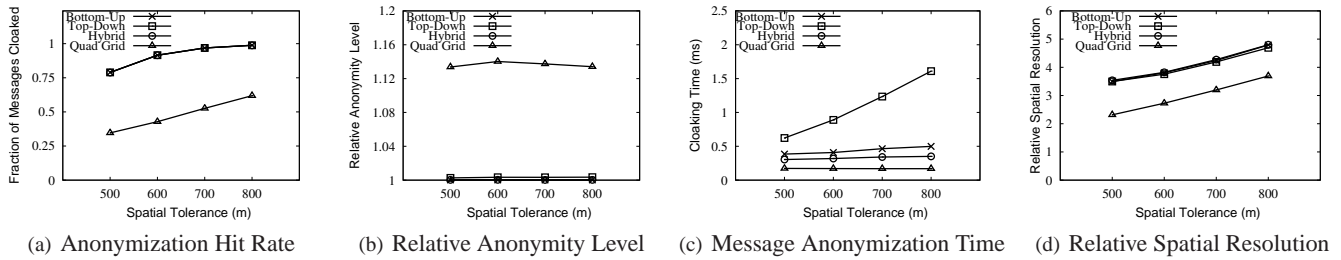 Fraction of Messages Cloaked
1
0.75
0.5
0.25
0
500 600 700 800
Spatial Tolerance (m)
Bottom-Up
Top-Down
Hybrid
Quad Grid
(a) Anonymization Hit Rate
Relative Anonymity Level
1.16
1.12
1.08
1.04
1
500 600 700 800
Spatial Tolerance (m)
Bottom-Up
Top-Down
Hybrid
Quad Grid
(b) Relative Anonymity Level
Cloaking Time (ms)
2.5
2
1.5
1
0.5
0
500 600 700 800
Spatial Tolerance (m)
Bottom-Up
Top-Down
Hybrid
Quad Grid
(c) Message Anonymization Time
Relative Spatial Resolution
6
5
4
3
2
1
0
500 600 700 800
Spatial Tolerance (m)
Bottom-Up
Top-Down
Hybrid
Quad Grid
(d) Relative Spatial Resolution